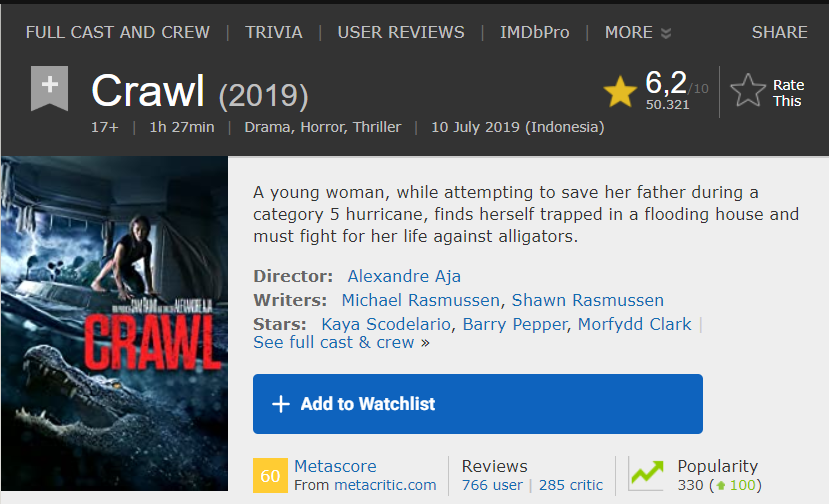 FULL CAST AND CREW | TRIVIA | USER REVIEWS | IMDbPro | MORE SHARE
Crawl (2019)
6,2/10
50.321
Rate
This
17+ | 1h 27min | Drama, Horror, Thriller | 10 July 2019 (Indonesia)
A young woman, while attempting to save her father during a
category 5 hurricane, finds herself trapped in a flooding house and
must fight for her life against alligators.
Director: Alexandre Aja
Writers: Michael Rasmussen, Shawn Rasmussen
Stars: Kaya Scodelario, Barry Pepper, Morfydd Clark |
See full cast & crew »
CRAWL
+ Add to Watchlist
60 Metascore
From metacritic.com
Reviews
766 user | 285 critic
Popularity
330 (100)